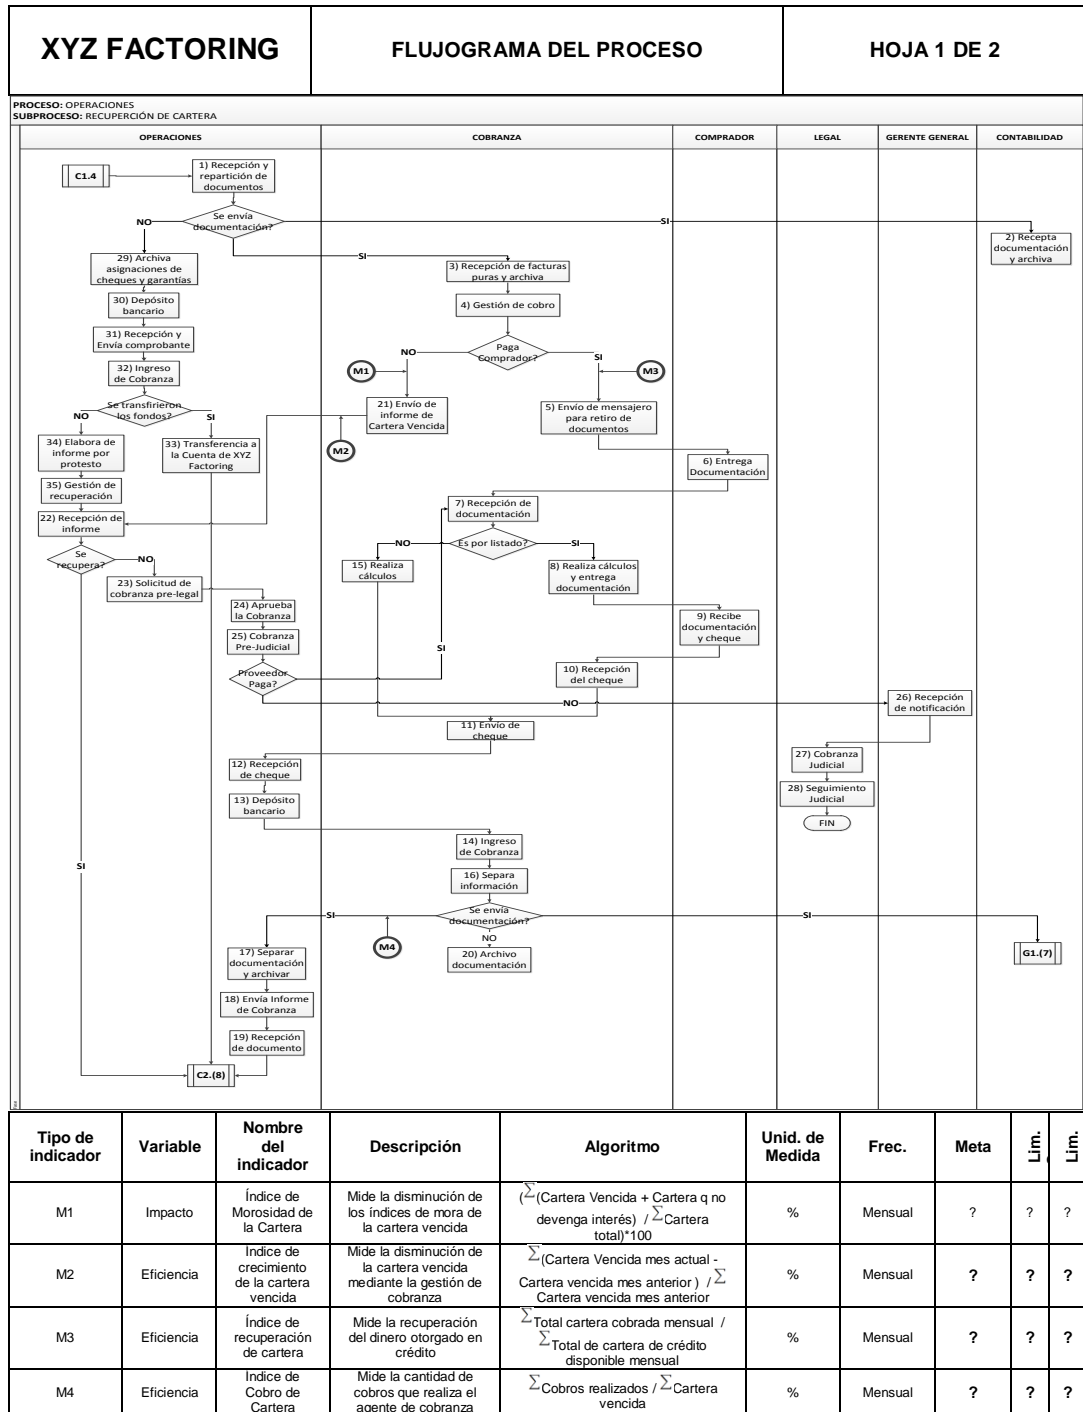 XYZ FACTORING
FLUJOGRAMA DEL PROCESO
HOJA 1 DE 2
PROCESO: OPERACIONES
SUBPROCESO: RECUPERCIÓN DE CARTERA
OPERACIONES
COBRANZA
COMPRADOR
LEGAL
GERENTE GENERAL
CONTABILIDAD
C1.4
1) Recepción y
repartición de
documentos
Se envía
documentación?
NO
SI
SI
2) Recepta
documentación
y archiva
29) Archiva
asignaciones de
cheques y garantías
3) Recepción de facturas
puras y archiva
30) Depósito
bancario
4) Gestión de cobro
31) Recepción y
Envía comprobante
Paga
Comprador?
NO
SI
32) Ingreso
de Cobranza
M1
M3
Se transfirieron
los fondos?
NO
SI
21) Envío de
informe de
Cartera Vencida
5) Envío de mensajero
para retiro de
documentos
34) Elabora de
informe por
protesto
33) Transferencia a
la Cuenta de XYZ
Factoring
M2
6) Entrega
Documentación
35) Gestión de
recuperación
22) Recepción de
informe
7) Recepción de
documentación
Se
recupera?
NO
Es por listado?
NO
SI
15) Realiza
cálculos
8) Realiza cálculos
y entrega
documentación
23) Solicitud de
cobranza pre-legal
24) Aprueba
la Cobranza
9) Recibe
documentación
y cheque
25) Cobranza
Pre-Judicial
SI
Proveedor
Paga?
10) Recepción
del cheque
NO
26) Recepción
de notificación
11) Envío de
cheque
12) Recepción
de cheque
27) Cobranza
Judicial
13) Depósito
bancario
28) Seguimiento
Judicial
FIN
14) Ingreso
de Cobranza
SI
16) Separa
información
Se envía
documentación?
SI
SI
NO
M4
17) Separar
documentación
y archivar
20) Archivo
documentación
G1.(7)
18) Envía Informe
de Cobranza
19) Recepción
de documento
C2.(8)
Tipo de indicador
Variable
Nombre del indicador
Descripción
Algoritmo
Unid. de Medida
Frec.
Meta
Lim.
Lim.
M1
Impacto
Índice de
Morosidad de
la Cartera
Mide la disminución de
los índices de mora de
la cartera vencida
(∑(Cartera Vencida + Cartera q no
devenga interés) / ∑Cartera
total)*100
%
Mensual
?
?
?
M2
Eficiencia
Índice de
crecimiento
de la cartera
vencida
Mide la disminución de
la cartera vencida
mediante la gestión de
cobranza
∑(Cartera Vencida mes actual -
Cartera vencida mes anterior ) / ∑
Cartera vencida mes anterior
%
Mensual
?
?
?
M3
Eficiencia
Índice de
recuperación
de cartera
Mide la recuperación
del dinero otorgado en
crédito
∑Total cartera cobrada mensual /
∑Total de cartera de crédito
disponible mensual
%
Mensual
?
?
?
M4
Eficiencia
Índice de
Cobro de
Cartera
Mide la cantidad de
cobros que realiza el
agente de cobranza
∑Cobros realizados / ∑Cartera
vencida
%
Mensual
?
?
?